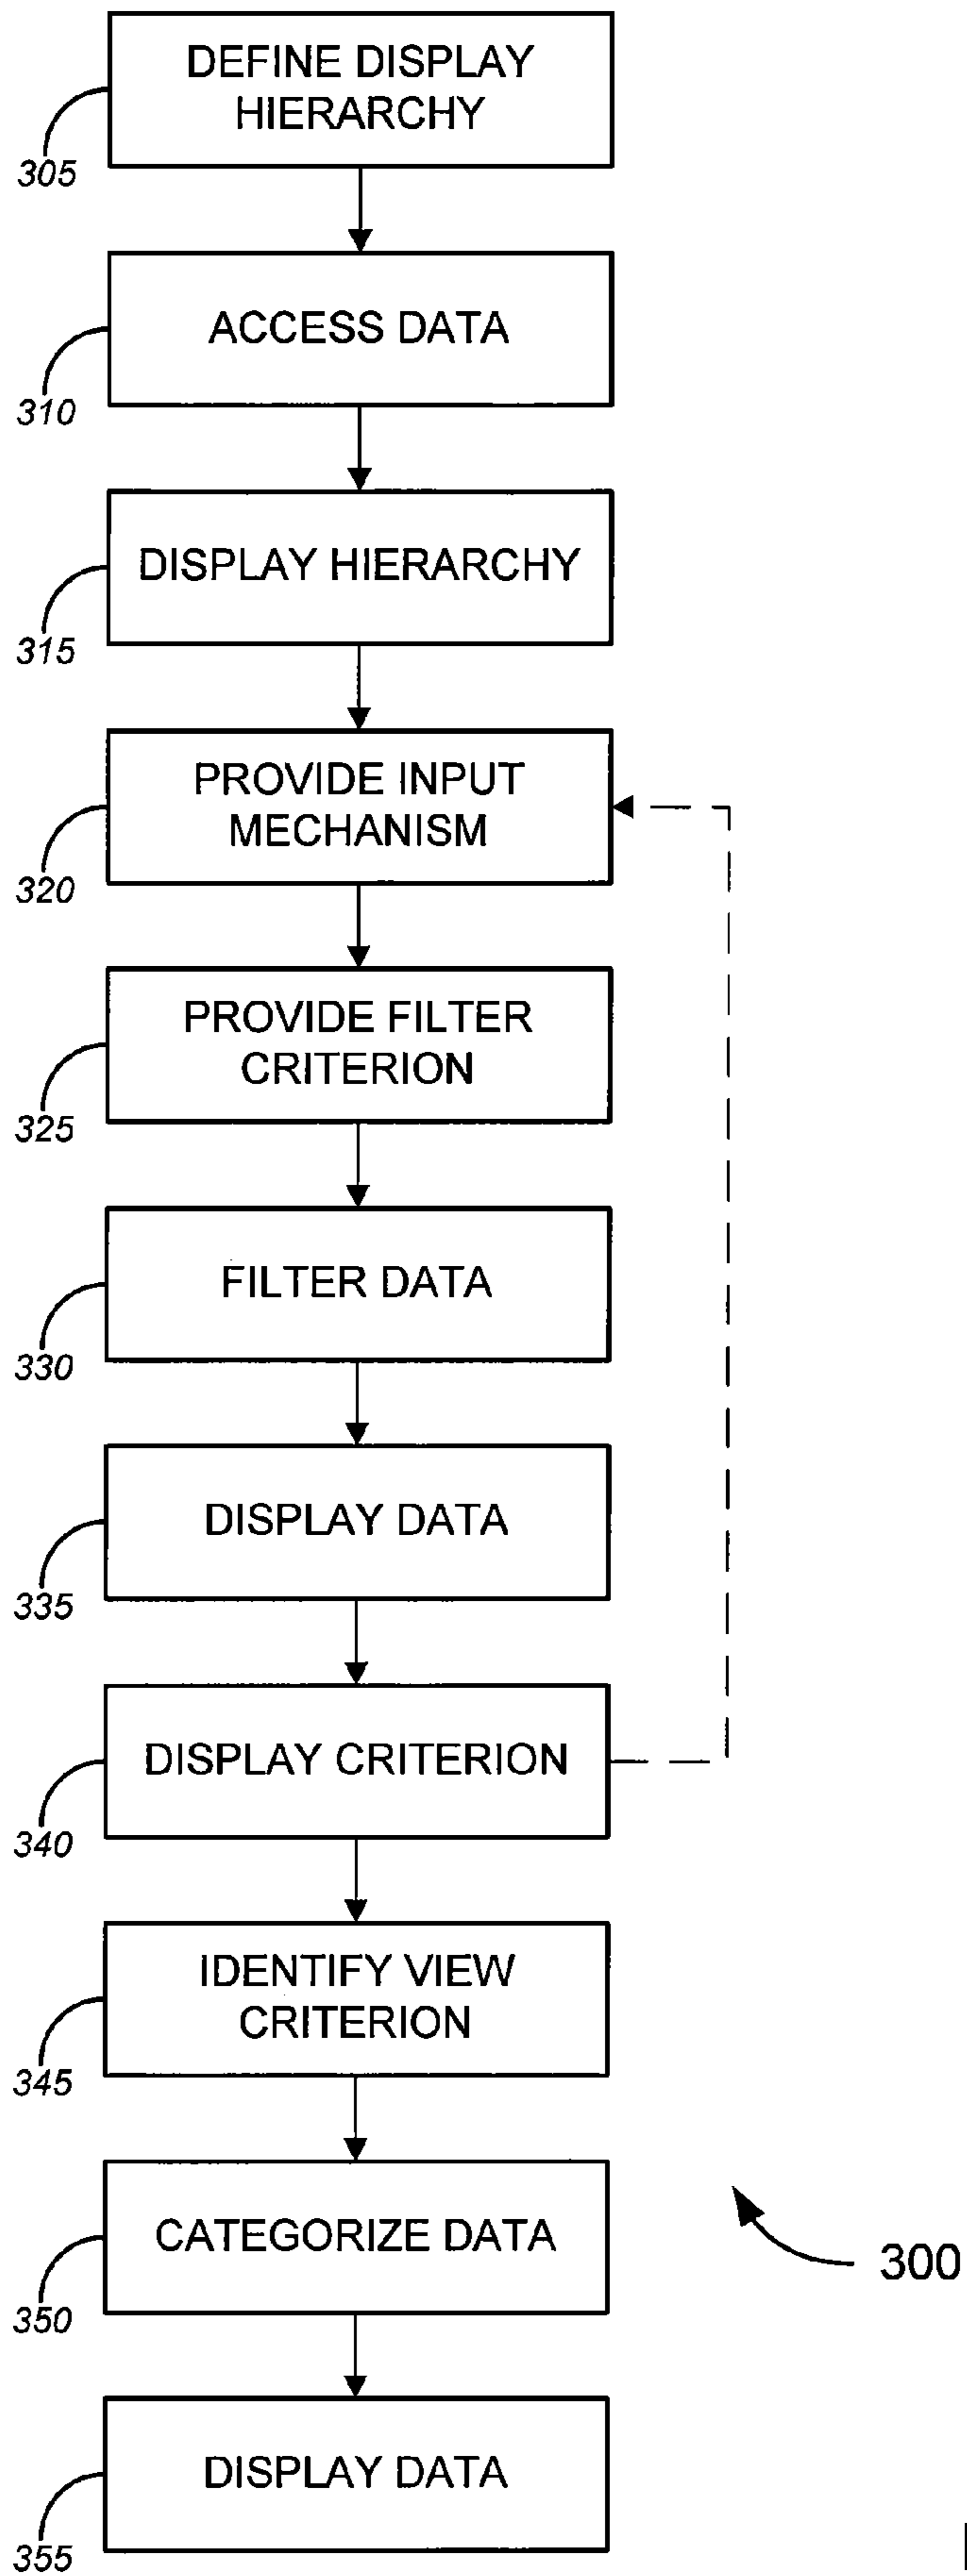 DEFINE DISPLAY
HIERARCHY
305
ACCESS DATA
310
DISPLAY HIERARCHY
315
PROVIDE INPUT
MECHANISM
320
PROVIDE FILTER
CRITERION
325
FILTER DATA
330
DISPLAY DATA
335
DISPLAY CRITERION
340
IDENTIFY VIEW
CRITERION
345
CATEGORIZE DATA
350
300
DISPLAY DATA
355